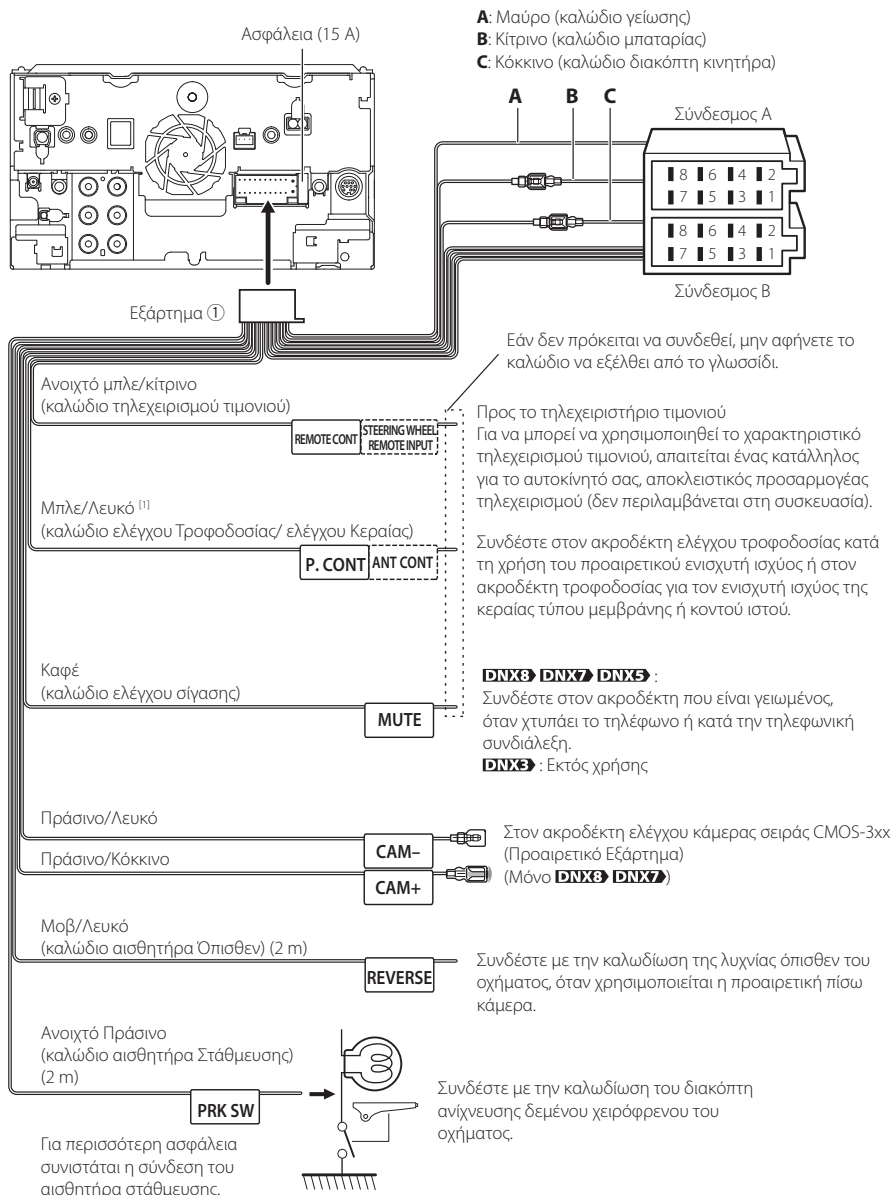 Ασφάλεια (15 A)
A: Μαύρο (καλώδιο γείωσης)
B: Κίτρινο (καλώδιο μπαταρίας)
C: Κόκκινο (καλώδιο διακόπτη κινητήρα)
A B C
Σύνδεσμος A
8 6 4 2
7 5 3 1
8 6 4 2
7 5 3 1
Σύνδεσμος B
Εξάρτημα ①
Εάν δεν πρόκειται να συνδεθεί, μην αφήνετε το
καλώδιο να εξέλθει από το γλωσσίδι.
Ανοιχτό μπλε/κίτρινο
(καλώδιο τηλεχειρισμού τιμονιού)
REMOTE CONT
STEERING WHEEL
REMOTE INPUT
Προς το τηλεχειριστήριο τιμονιού
Για να μπορεί να χρησιμοποιηθεί το χαρακτηριστικό
τηλεχειρισμού τιμονιού, απαιτείται ένας κατάλληλος
για το αυτοκίνητό σας, αποκλειστικός προσαρμογέας
τηλεχειρισμού (δεν περιλαμβάνεται στη συσκευασία).
Μπλε/Λευκό [1]
(καλώδιο ελέγχου Τροφοδοσίας/ ελέγχου Κεραίας)
P. CONT ANT CONT
Συνδέστε στον ακροδέκτη ελέγχου τροφοδοσίας κατά
τη χρήση του προαιρετικού ενισχυτή ισχύος ή στον
ακροδέκτη τροφοδοσίας για τον ενισχυτή ισχύος της
κεραίας τύπου μεμβράνης ή κοντού ιστού.
Καφέ
(καλώδιο ελέγχου σίγασης)
MUTE
DNX8 DNX7 DNX5 :
Συνδέστε στον ακροδέκτη που είναι γειωμένος,
όταν χτυπάει το τηλέφωνο ή κατά την τηλεφωνική
συνδιάλεξη.
DNX3 : Εκτός χρήσης
Πράσινο/Λευκό
CAM–
Πράσινο/Κόκκινο
CAM+
Στον ακροδέκτη ελέγχου κάμερας σειράς CMOS-3xx
(Προαιρετικό Εξάρτημα)
(Μόνο DNX8 DNX7)
Μοβ/Λευκό
(καλώδιο αισθητήρα Όπισθεν) (2 m)
REVERSE
Συνδέστε με την καλωδίωση της λυχνίας όπισθεν του
οχήματος, όταν χρησιμοποιείται η προαιρετική πίσω
κάμερα.
Ανοιχτό Πράσινο
(καλώδιο αισθητήρα Στάθμευσης)
(2 m)
PRK SW
Συνδέστε με την καλωδίωση του διακόπτη
ανίχνευσης δεμένου χειρόφρενου του
οχήματος.
Για περισσότερη ασφάλεια
συνιστάται η σύνδεση του
αισθητήρα στάθμευσης.